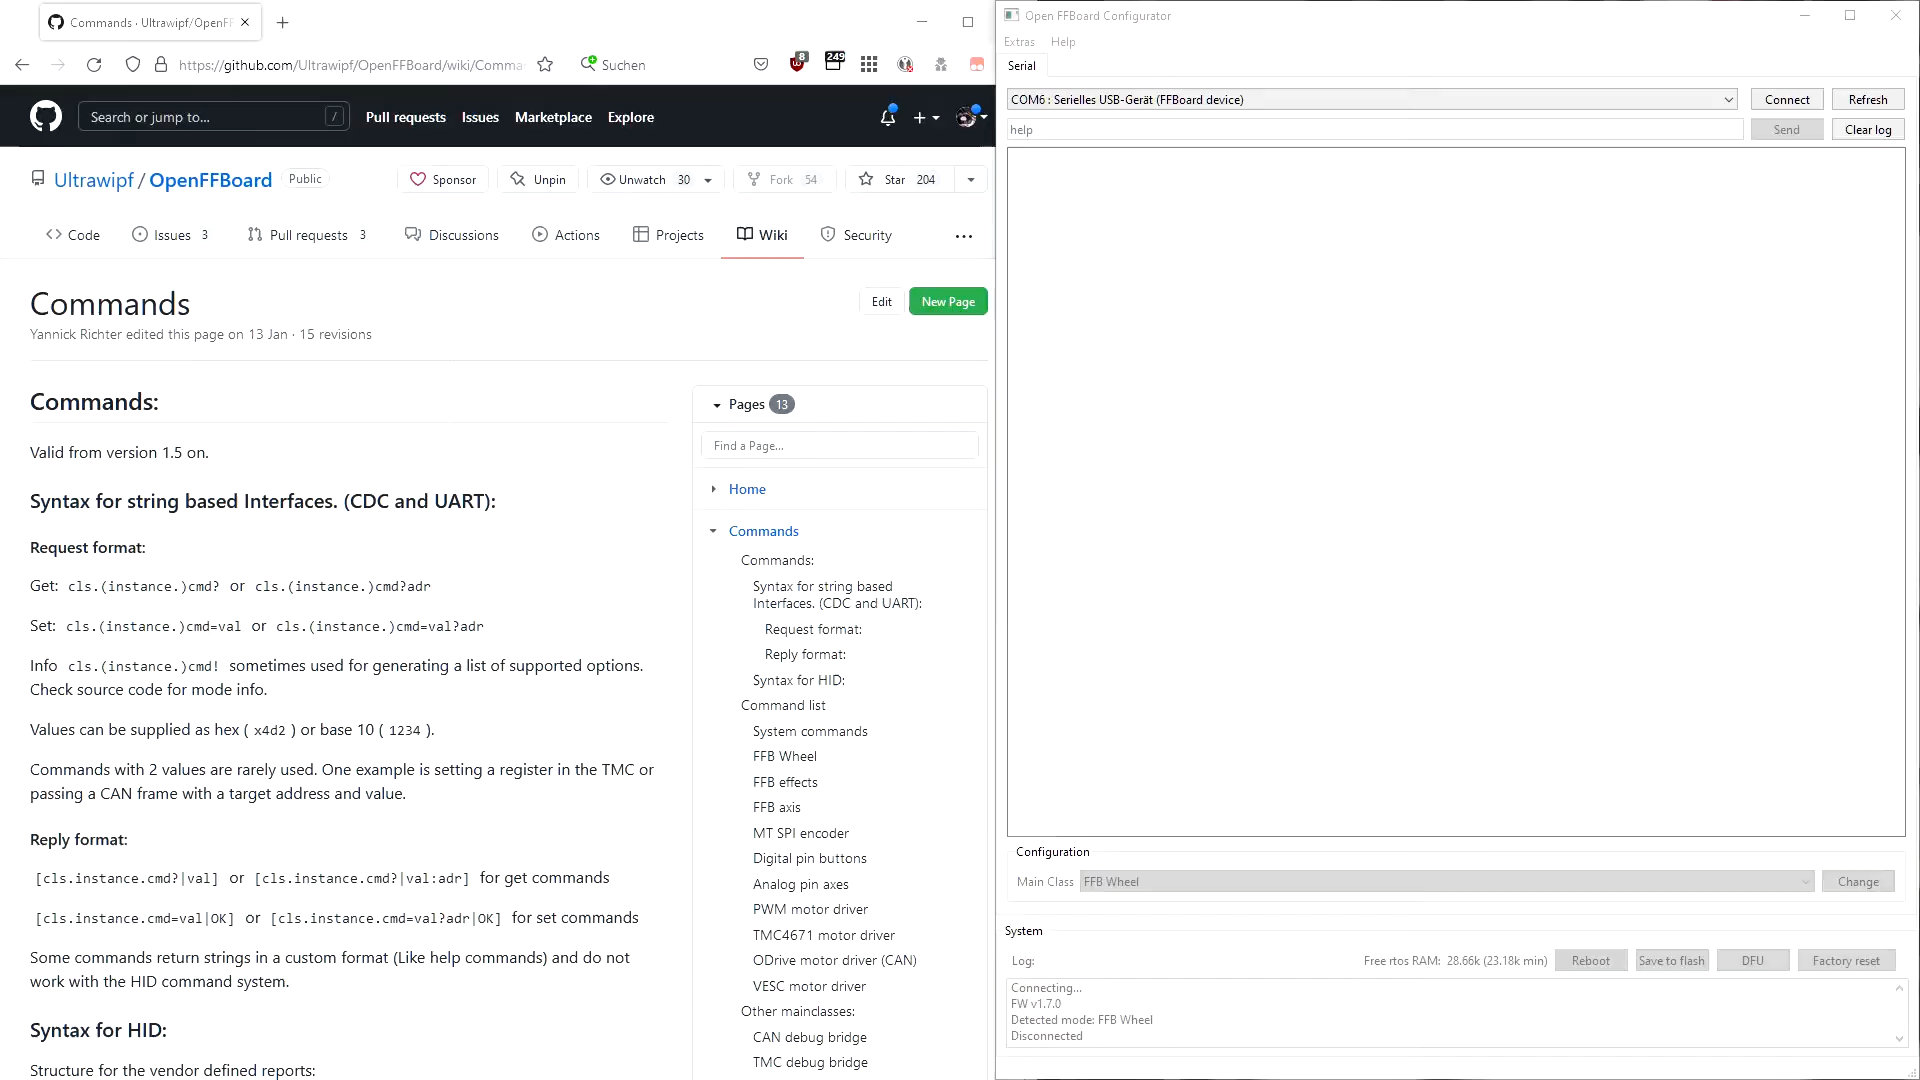 Commands · Ultrawipf/OpenFF
https://github.com/Ultrawipf/OpenFFBoard/wiki/Comma
Suchen
8
249
Search or jump to...
/
Pull requests
Issues
Marketplace
Explore
Ultrawipf / OpenFFBoard
Public
Sponsor
Unpin
Unwatch 30
Fork 54
Star 204
Code
Issues 3
Pull requests 3
Discussions
Actions
Projects
Wiki
Security
Commands
Edit
New Page
Yannick Richter edited this page on 13 Jan · 15 revisions
Commands:
Valid from version 1.5 on.
Syntax for string based Interfaces. (CDC and UART):
Request format:
Get: cls.(instance.)cmd? or cls.(instance.)cmd?adr
Set: cls.(instance.)cmd=val or cls.(instance.)cmd=val?adr
Info cls.(instance.)cmd! sometimes used for generating a list of supported options.
Check source code for mode info.
Values can be supplied as hex ( x4d2 ) or base 10 ( 1234 ).
Commands with 2 values are rarely used. One example is setting a register in the TMC or
passing a CAN frame with a target address and value.
Reply format:
[cls.instance.cmd?|val] or [cls.instance.cmd?|val:adr] for get commands
[cls.instance.cmd=val|OK] or [cls.instance.cmd=val?adr|OK] for set commands
Some commands return strings in a custom format (Like help commands) and do not
work with the HID command system.
Syntax for HID:
Structure for the vendor defined reports:
Pages 13
Find a Page...
Home
Commands
Commands:
Syntax for string based
Interfaces. (CDC and UART):
Request format:
Reply format:
Syntax for HID:
Command list
System commands
FFB Wheel
FFB effects
FFB axis
MT SPI encoder
Digital pin buttons
Analog pin axes
PWM motor driver
TMC4671 motor driver
ODrive motor driver (CAN)
VESC motor driver
Other mainclasses:
CAN debug bridge
TMC debug bridge
Open FFBoard Configurator
Extras
Help
Serial
COM6 : Serielles USB-Gerät (FFBoard device)
Connect
Refresh
help
Send
Clear log
Configuration
Main Class
FFB Wheel
Change
System
Log:
Free rtos RAM: 28.66k (23.18k min)
Reboot
Save to flash
DFU
Factory reset
Connecting...
FW v1.7.0
Detected mode: FFB Wheel
Disconnected